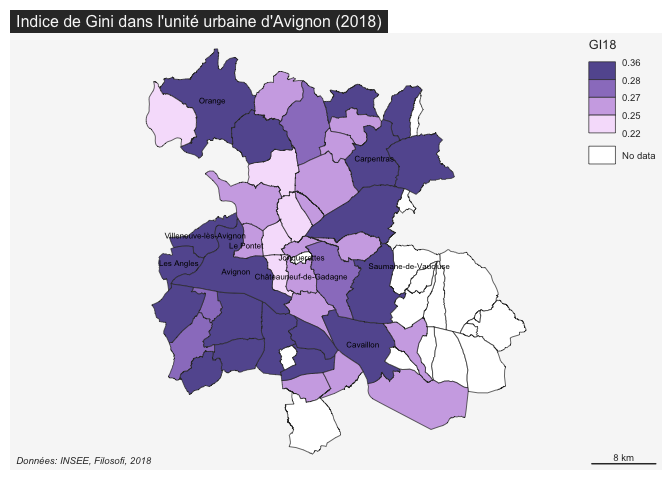 Indice de Gini dans l'unité urbaine d'Avignon (2018)
GI18
0.36
0.28
0.27
0.25
0.22
No data
Orange
Carpentras
Villeneuve-lès-Avignon
Le Pontet
Jonquerettes
Les Angles
Avignon
Saumane-de-Vaucluse
Châteauneuf-de-Gadagne
Cavaillon
Données: INSEE, Filosofi, 2018
8 km